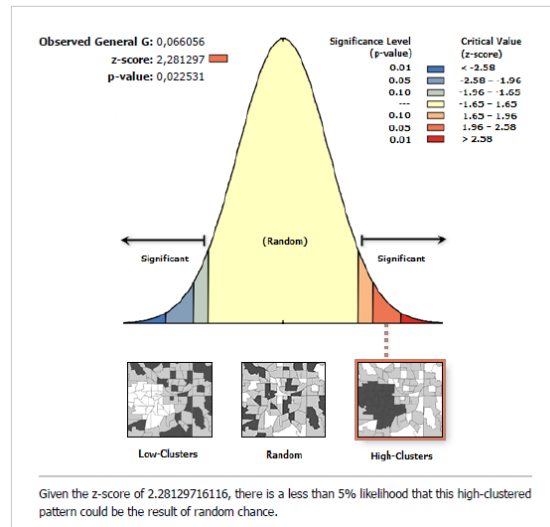 Observed General G: 0,066056
z-score: 2,281297
p-value: 0,022531
Significance Level
(p-value)
Critical Value
(z-score)
0.01 < -2.58
0.05 -2.58 – -1.96
0.10 -1.96 – -1.65
--- -1.65 – 1.65
0.10 1.65 – 1.96
0.05 1.96 – 2.58
0.01 > 2.58
Significant
(Random)
Significant
Low-Clusters
Random
High-Clusters
Given the z-score of 2.28129716116, there is a less than 5% likelihood that this high-clustered
pattern could be the result of random chance.